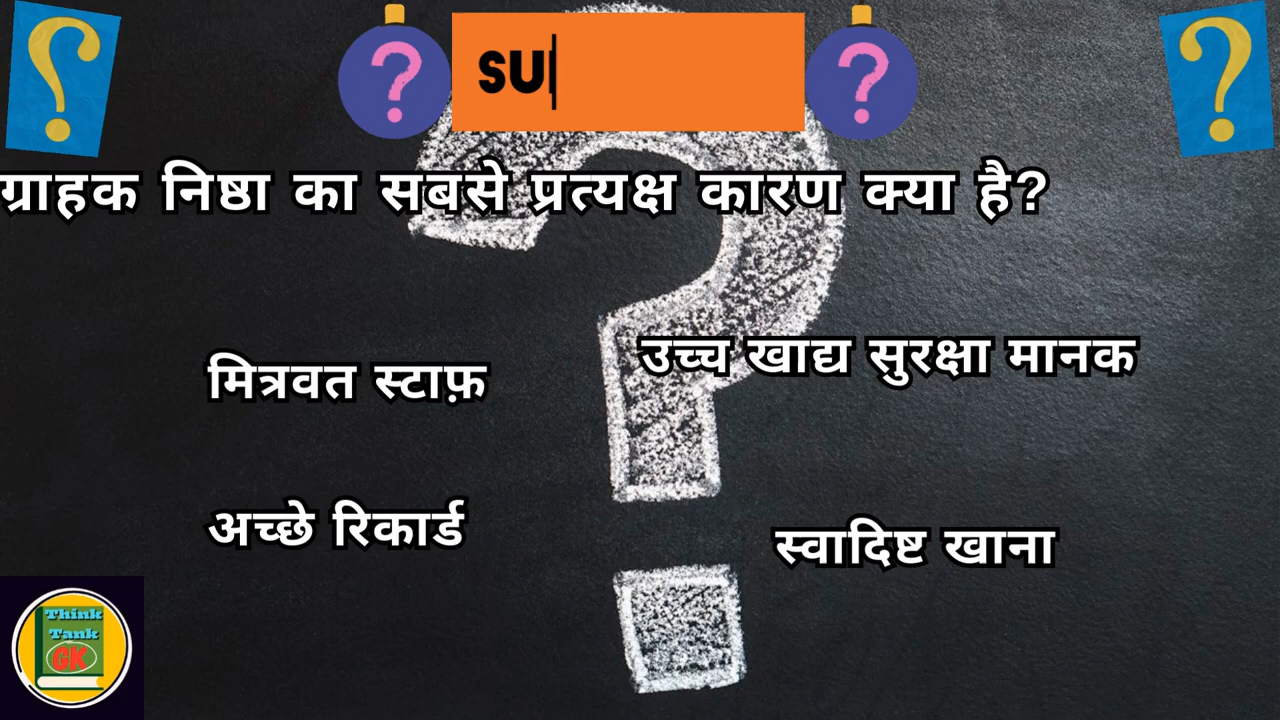 SU
ग्राहक निष्ठा का सबसे प्रत्यक्ष कारण क्या है?
मित्रवत स्टाफ़
उच्च खाद्य सुरक्षा मानक
अच्छे रिकार्ड
स्वादिष्ट खाना
Think
Tank
GK